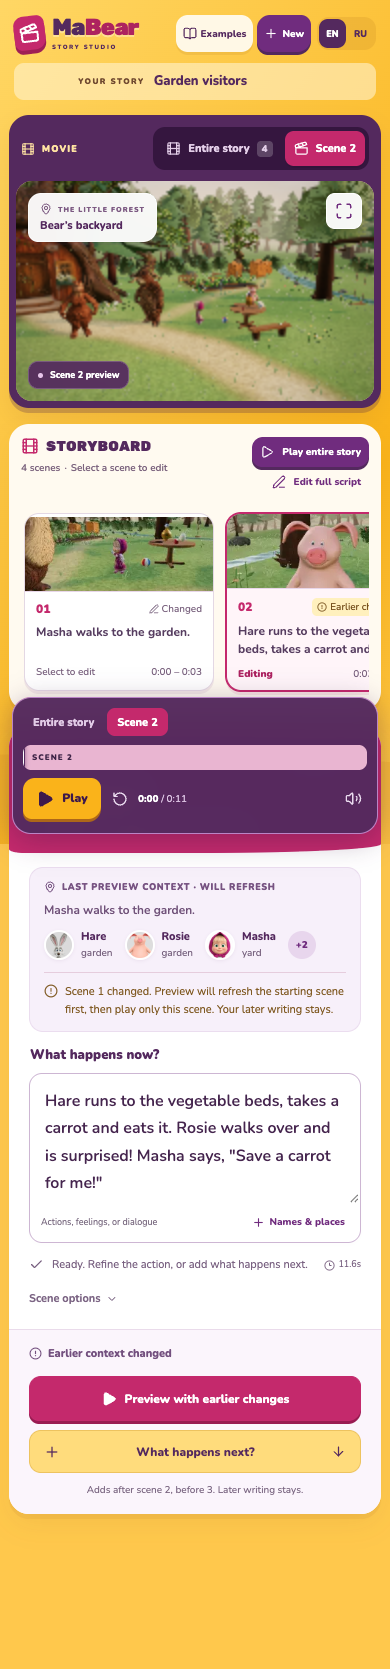 MaBear
STORY STUDIO
Examples
New
EN
RU
YOUR STORY Garden visitors
MOVIE
Entire story 4
Scene 2
THE LITTLE FOREST
Bear's backyard
Scene 2 preview
STORYBOARD
4 scenes · Select a scene to edit
Play entire story
Edit full script
01
Changed
Masha walks to the garden.
Select to edit
0:00 – 0:03
02
Earlier
Hare runs to the
beds, takes a carrot and
Editing
Entire story
Scene 2
SCENE 2
Play
0:00 / 0:11
LAST PREVIEW CONTEXT · WILL REFRESH
Masha walks to the garden.
Hare
garden
Rosie
garden
Masha
yard
+2
Scene 1 changed. Preview will refresh the starting scene
first, then play only this scene. Your later writing stays.
What happens now?
Hare runs to the vegetable beds, takes a
carrot and eats it. Rosie walks over and
is surprised! Masha says, "Save a carrot
for me!"
Actions, feelings, or dialogue
Names & places
Ready. Refine the action, or add what happens next.
11.6s
Scene options
Earlier context changed
Preview with earlier changes
What happens next?
Adds after scene 2, before 3. Later writing stays.